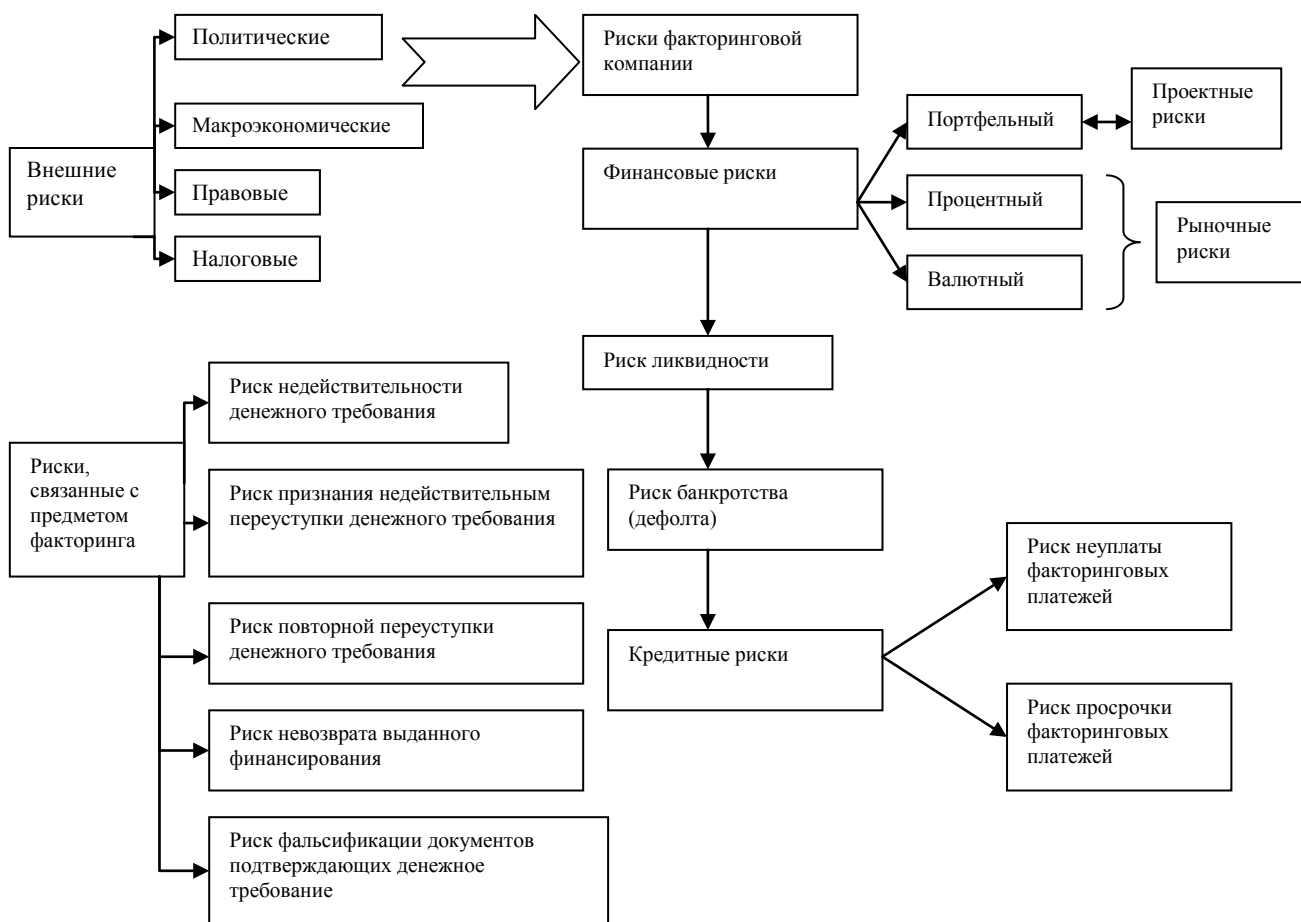 Политические
Макроэкономические
Внешние
риски
Правовые
Налоговые
Риски факторинговой
компании
Финансовые риски
Портфельный
Проектные
риски
Процентный
Валютный
Рыночные
риски
Риск ликвидности
Риск банкротства
(дефолта)
Кредитные риски
Риск неуплаты
факторинговых
платежей
Риск просрочки
факторинговых
платежей
Риски,
связанные с
предметом
факторинга
Риск недействительности
денежного требования
Риск признания недействительным
переуступки денежного требования
Риск повторной переуступки
денежного требования
Риск невозврата выданного
финансирования
Риск фальсификации документов
подтверждающих денежное
требование